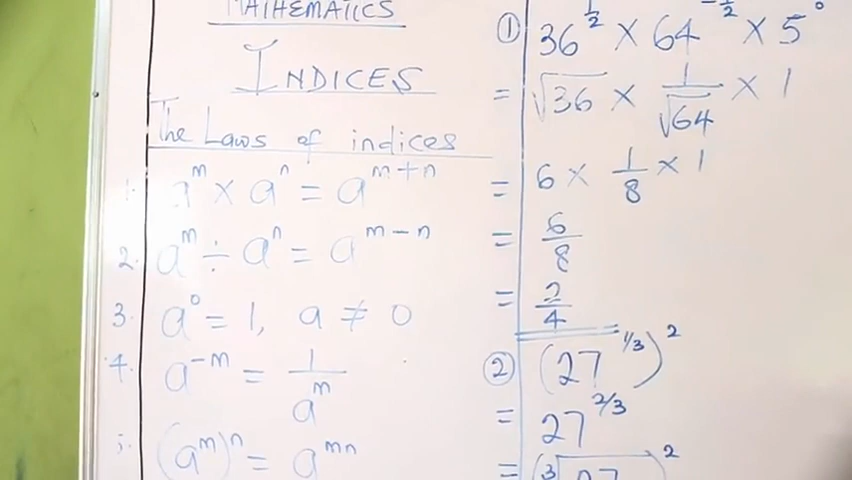 MATHEMATICS
INDICES
The Laws of indices
1. a^m × a^n = a^{m+n}
2. a^m ÷ a^n = a^{m-n}
3. a^0 = 1, a ≠ 0
4. a^{-m} = 1/a^m
5. (a^m)^n = a^{mn}
① 36^{1/2} × 64^{-1/2} × 5^0
= √36 × 1/√64 × 1
= 6 × 1/8 × 1
= 6/8
= 2/4
② (27^{1/3})^2
= 27^{2/3}
= (∛27)^2